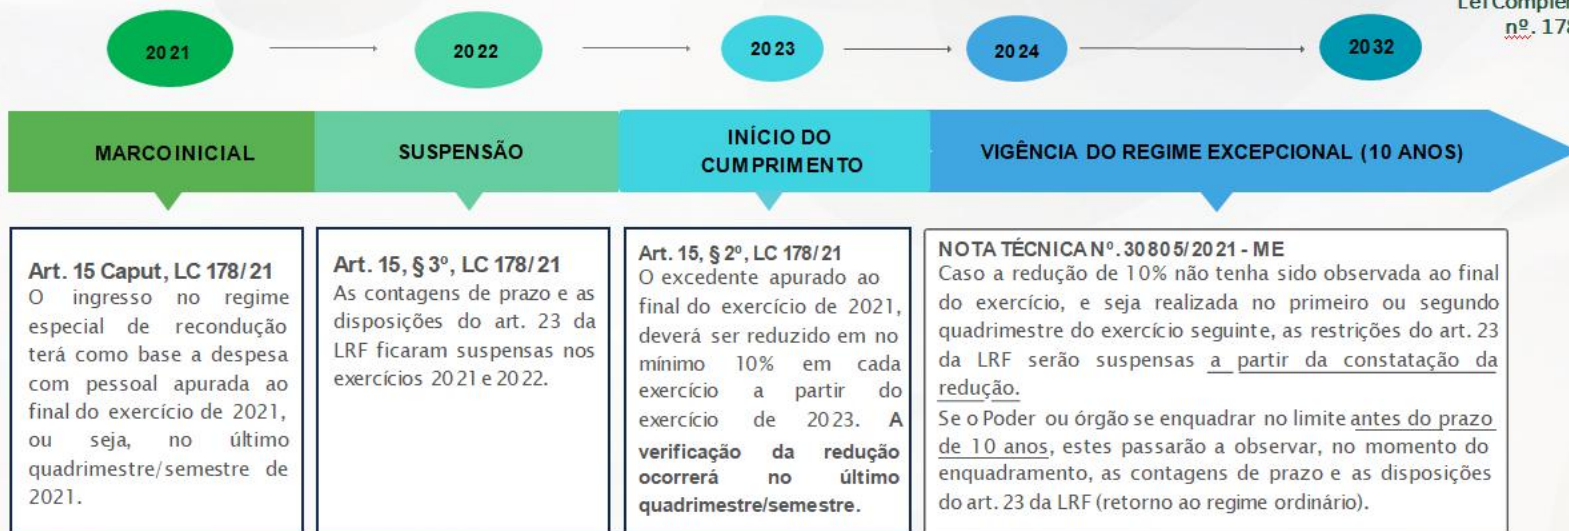 Lei Comple
nº. 178
2021
2022
2023
2024
2032
MARCO INICIAL
SUSPENSÃO
INÍCIO DO
CUMPRIMENTO
VIGÊNCIA DO REGIME EXCEPCIONAL (10 ANOS)
Art. 15 Caput, LC 178/21
O ingresso no regime
especial de recondução
terá como base a despesa
com pessoal apurada ao
final do exercício de 2021,
ou seja, no último
quadrimestre/semestre de
2021.
Art. 15, § 3º, LC 178/21
As contagens de prazo e as
disposições do art. 23 da
LRF ficaram suspensas nos
exercícios 2021 e 2022.
Art. 15, § 2º, LC 178/21
O excedente apurado ao
final do exercício de 2021,
deverá ser reduzido em no
mínimo 10% em cada
exercício a partir do
exercício de 2023. A
verificação da redução
ocorrerá no último
quadrimestre/semestre.
NOTA TÉCNICA Nº. 30805/2021 - ME
Caso a redução de 10% não tenha sido observada ao final
do exercício, e seja realizada no primeiro ou segundo
quadrimestre do exercício seguinte, as restrições do art. 23
da LRF serão suspensas a partir da constatação da
redução.
Se o Poder ou órgão se enquadrar no limite antes do prazo
de 10 anos, estes passarão a observar, no momento do
enquadramento, as contagens de prazo e as disposições
do art. 23 da LRF (retorno ao regime ordinário).